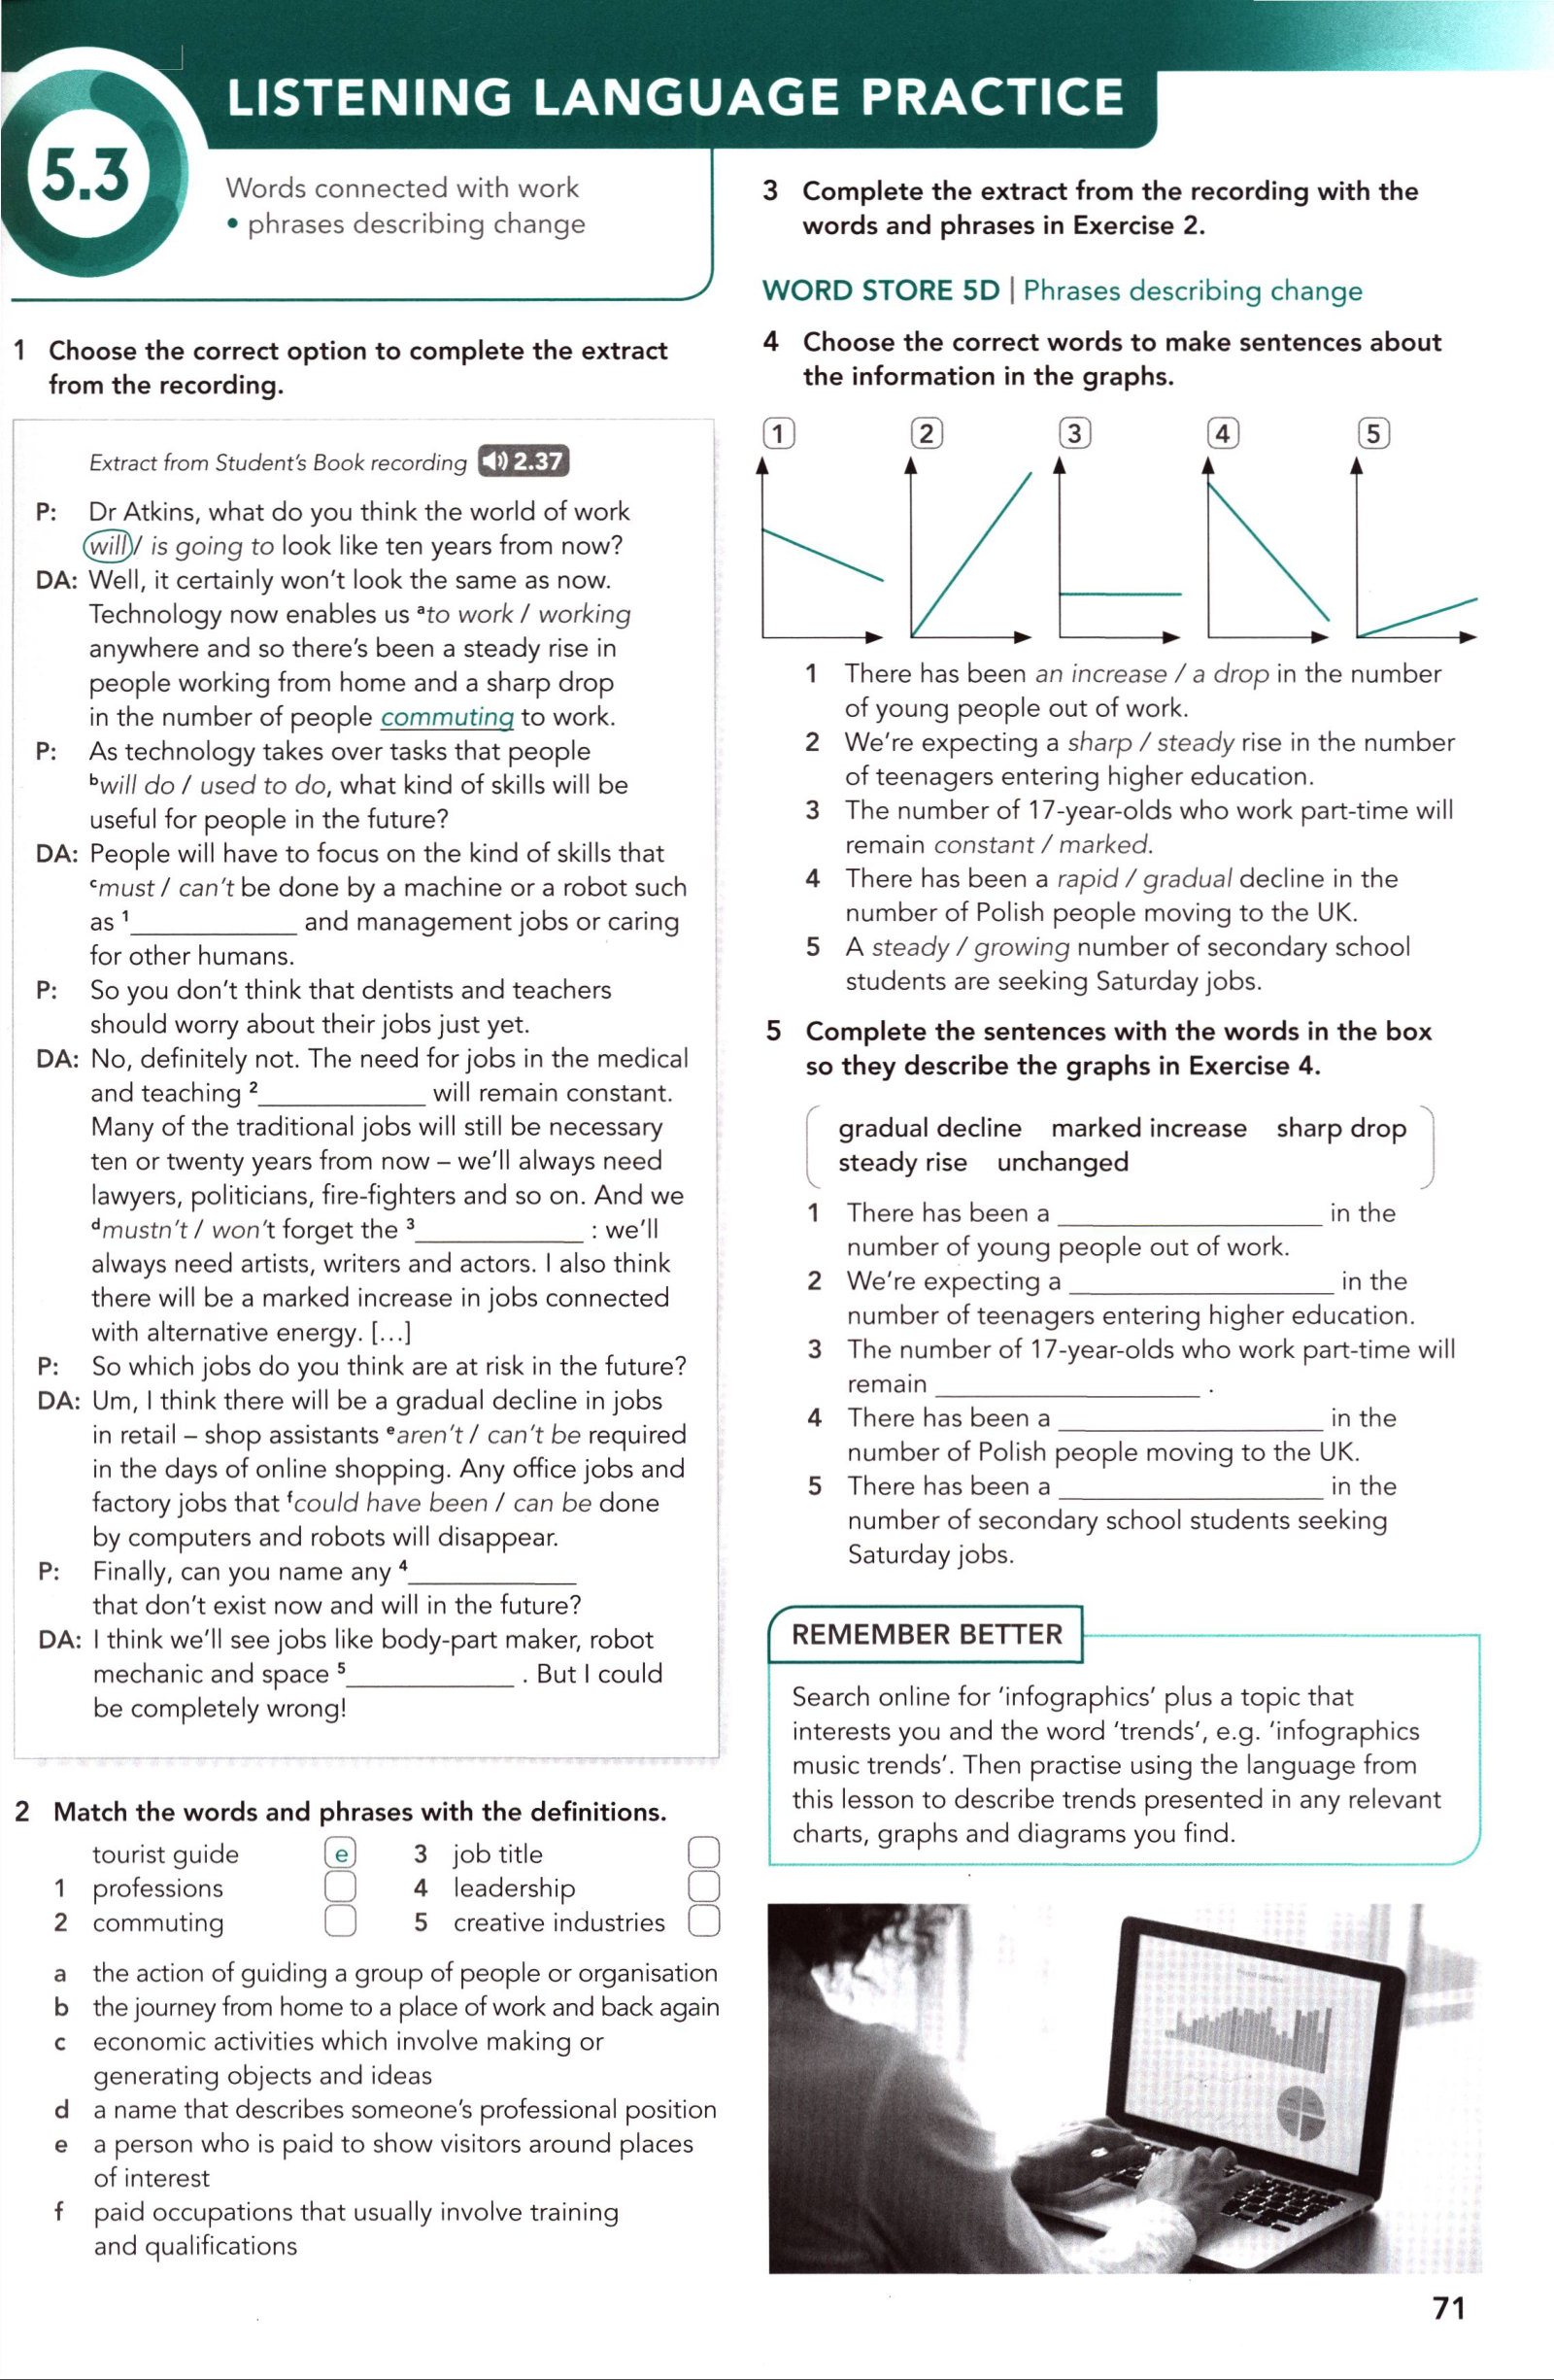 LISTENING LANGUAGE PRACTICE
5.3
Words connected with work
• phrases describing change
1 Choose the correct option to complete the extract
from the recording.
Extract from Student's Book recording 2.37
P: Dr Atkins, what do you think the world of work
will / is going to look like ten years from now?
DA: Well, it certainly won't look the same as now.
Technology now enables us ᵃto work / working
anywhere and so there's been a steady rise in
people working from home and a sharp drop
in the number of people commuting to work.
P: As technology takes over tasks that people
ᵇwill do / used to do, what kind of skills will be
useful for people in the future?
DA: People will have to focus on the kind of skills that
ᶜmust / can't be done by a machine or a robot such
as ¹____________ and management jobs or caring
for other humans.
P: So you don't think that dentists and teachers
should worry about their jobs just yet.
DA: No, definitely not. The need for jobs in the medical
and teaching ²____________ will remain constant.
Many of the traditional jobs will still be necessary
ten or twenty years from now – we'll always need
lawyers, politicians, fire-fighters and so on. And we
ᵈmustn't / won't forget the ³____________ : we'll
always need artists, writers and actors. I also think
there will be a marked increase in jobs connected
with alternative energy. [...]
P: So which jobs do you think are at risk in the future?
DA: Um, I think there will be a gradual decline in jobs
in retail – shop assistants ᵉaren't / can't be required
in the days of online shopping. Any office jobs and
factory jobs that ᶠcould have been / can be done
by computers and robots will disappear.
P: Finally, can you name any ⁴____________
that don't exist now and will in the future?
DA: I think we'll see jobs like body-part maker, robot
mechanic and space ⁵____________ . But I could
be completely wrong!
2 Match the words and phrases with the definitions.
tourist guide e 3 job title
1 professions 4 leadership
2 commuting 5 creative industries
a the action of guiding a group of people or organisation
b the journey from home to a place of work and back again
c economic activities which involve making or
generating objects and ideas
d a name that describes someone's professional position
e a person who is paid to show visitors around places
of interest
f paid occupations that usually involve training
and qualifications
3 Complete the extract from the recording with the
words and phrases in Exercise 2.
WORD STORE 5D | Phrases describing change
4 Choose the correct words to make sentences about
the information in the graphs.
1 2 3 4 5
1 There has been an increase / a drop in the number
of young people out of work.
2 We're expecting a sharp / steady rise in the number
of teenagers entering higher education.
3 The number of 17-year-olds who work part-time will
remain constant / marked.
4 There has been a rapid / gradual decline in the
number of Polish people moving to the UK.
5 A steady / growing number of secondary school
students are seeking Saturday jobs.
5 Complete the sentences with the words in the box
so they describe the graphs in Exercise 4.
gradual decline marked increase sharp drop
steady rise unchanged
1 There has been a ____________________ in the
number of young people out of work.
2 We're expecting a ____________________ in the
number of teenagers entering higher education.
3 The number of 17-year-olds who work part-time will
remain ____________________ .
4 There has been a ____________________ in the
number of Polish people moving to the UK.
5 There has been a ____________________ in the
number of secondary school students seeking
Saturday jobs.
REMEMBER BETTER
Search online for 'infographics' plus a topic that
interests you and the word 'trends', e.g. 'infographics
music trends'. Then practise using the language from
this lesson to describe trends presented in any relevant
charts, graphs and diagrams you find.
71